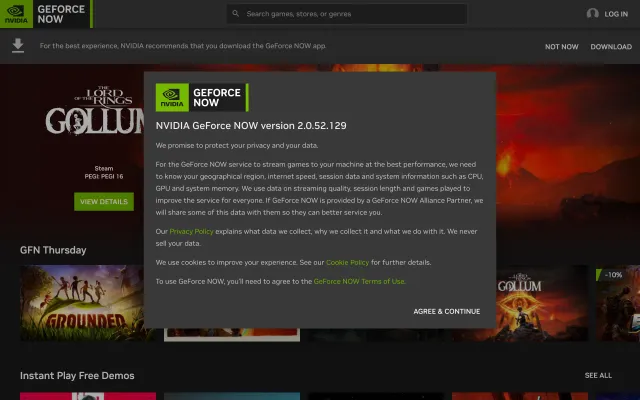 NVIDIA
GEFORCE
NOW
Search games, stores, or genres
LOG IN
For the best experience, NVIDIA recommends that you download the GeForce NOW app.
NOT NOW
DOWNLOAD
THE
LORD
OF THE
RINGS
GOLLUM
Steam
PEGI: PEGI 16
VIEW DETAILS
NVIDIA
GEFORCE
NOW
NVIDIA GeForce NOW version 2.0.52.129
We promise to protect your privacy and your data.
For the GeForce NOW service to stream games to your machine at the best performance, we need
to know your geographical region, internet speed, session data and system information such as CPU,
GPU and system memory. We use data on streaming quality, session length and games played to
improve the service for everyone. If GeForce NOW is provided by a GeForce NOW Alliance Partner, we
will share some of this data with them so they can better service you.
Our Privacy Policy explains what data we collect, why we collect it and what we do with it. We never
sell your data.
We use cookies to improve your experience. See our Cookie Policy for further details.
To use GeForce NOW, you'll need to agree to the GeForce NOW Terms of Use.
AGREE & CONTINUE
GFN Thursday
GROUNDED
GOLLUM
-10%
Instant Play Free Demos
SEE ALL